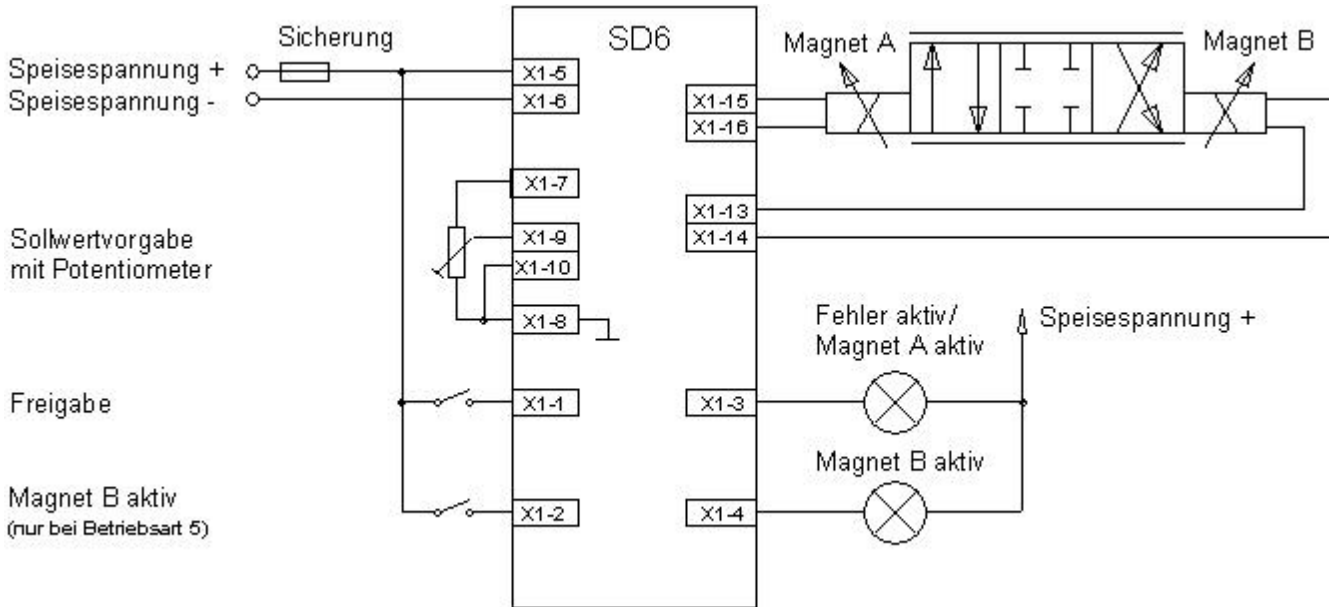 SD6
Sicherung
Speisespannung +
Speisespannung -
X1-5
X1-6
X1-7
Sollwertvorgabe
mit Potentiometer
X1-9
X1-10
X1-8
Freigabe
X1-1
Magnet B aktiv
(nur bei Betriebsart 5)
X1-2
Magnet A
Magnet B
X1-15
X1-16
X1-13
X1-14
Fehler aktiv/
Magnet A aktiv
Speisespannung +
X1-3
Magnet B aktiv
X1-4